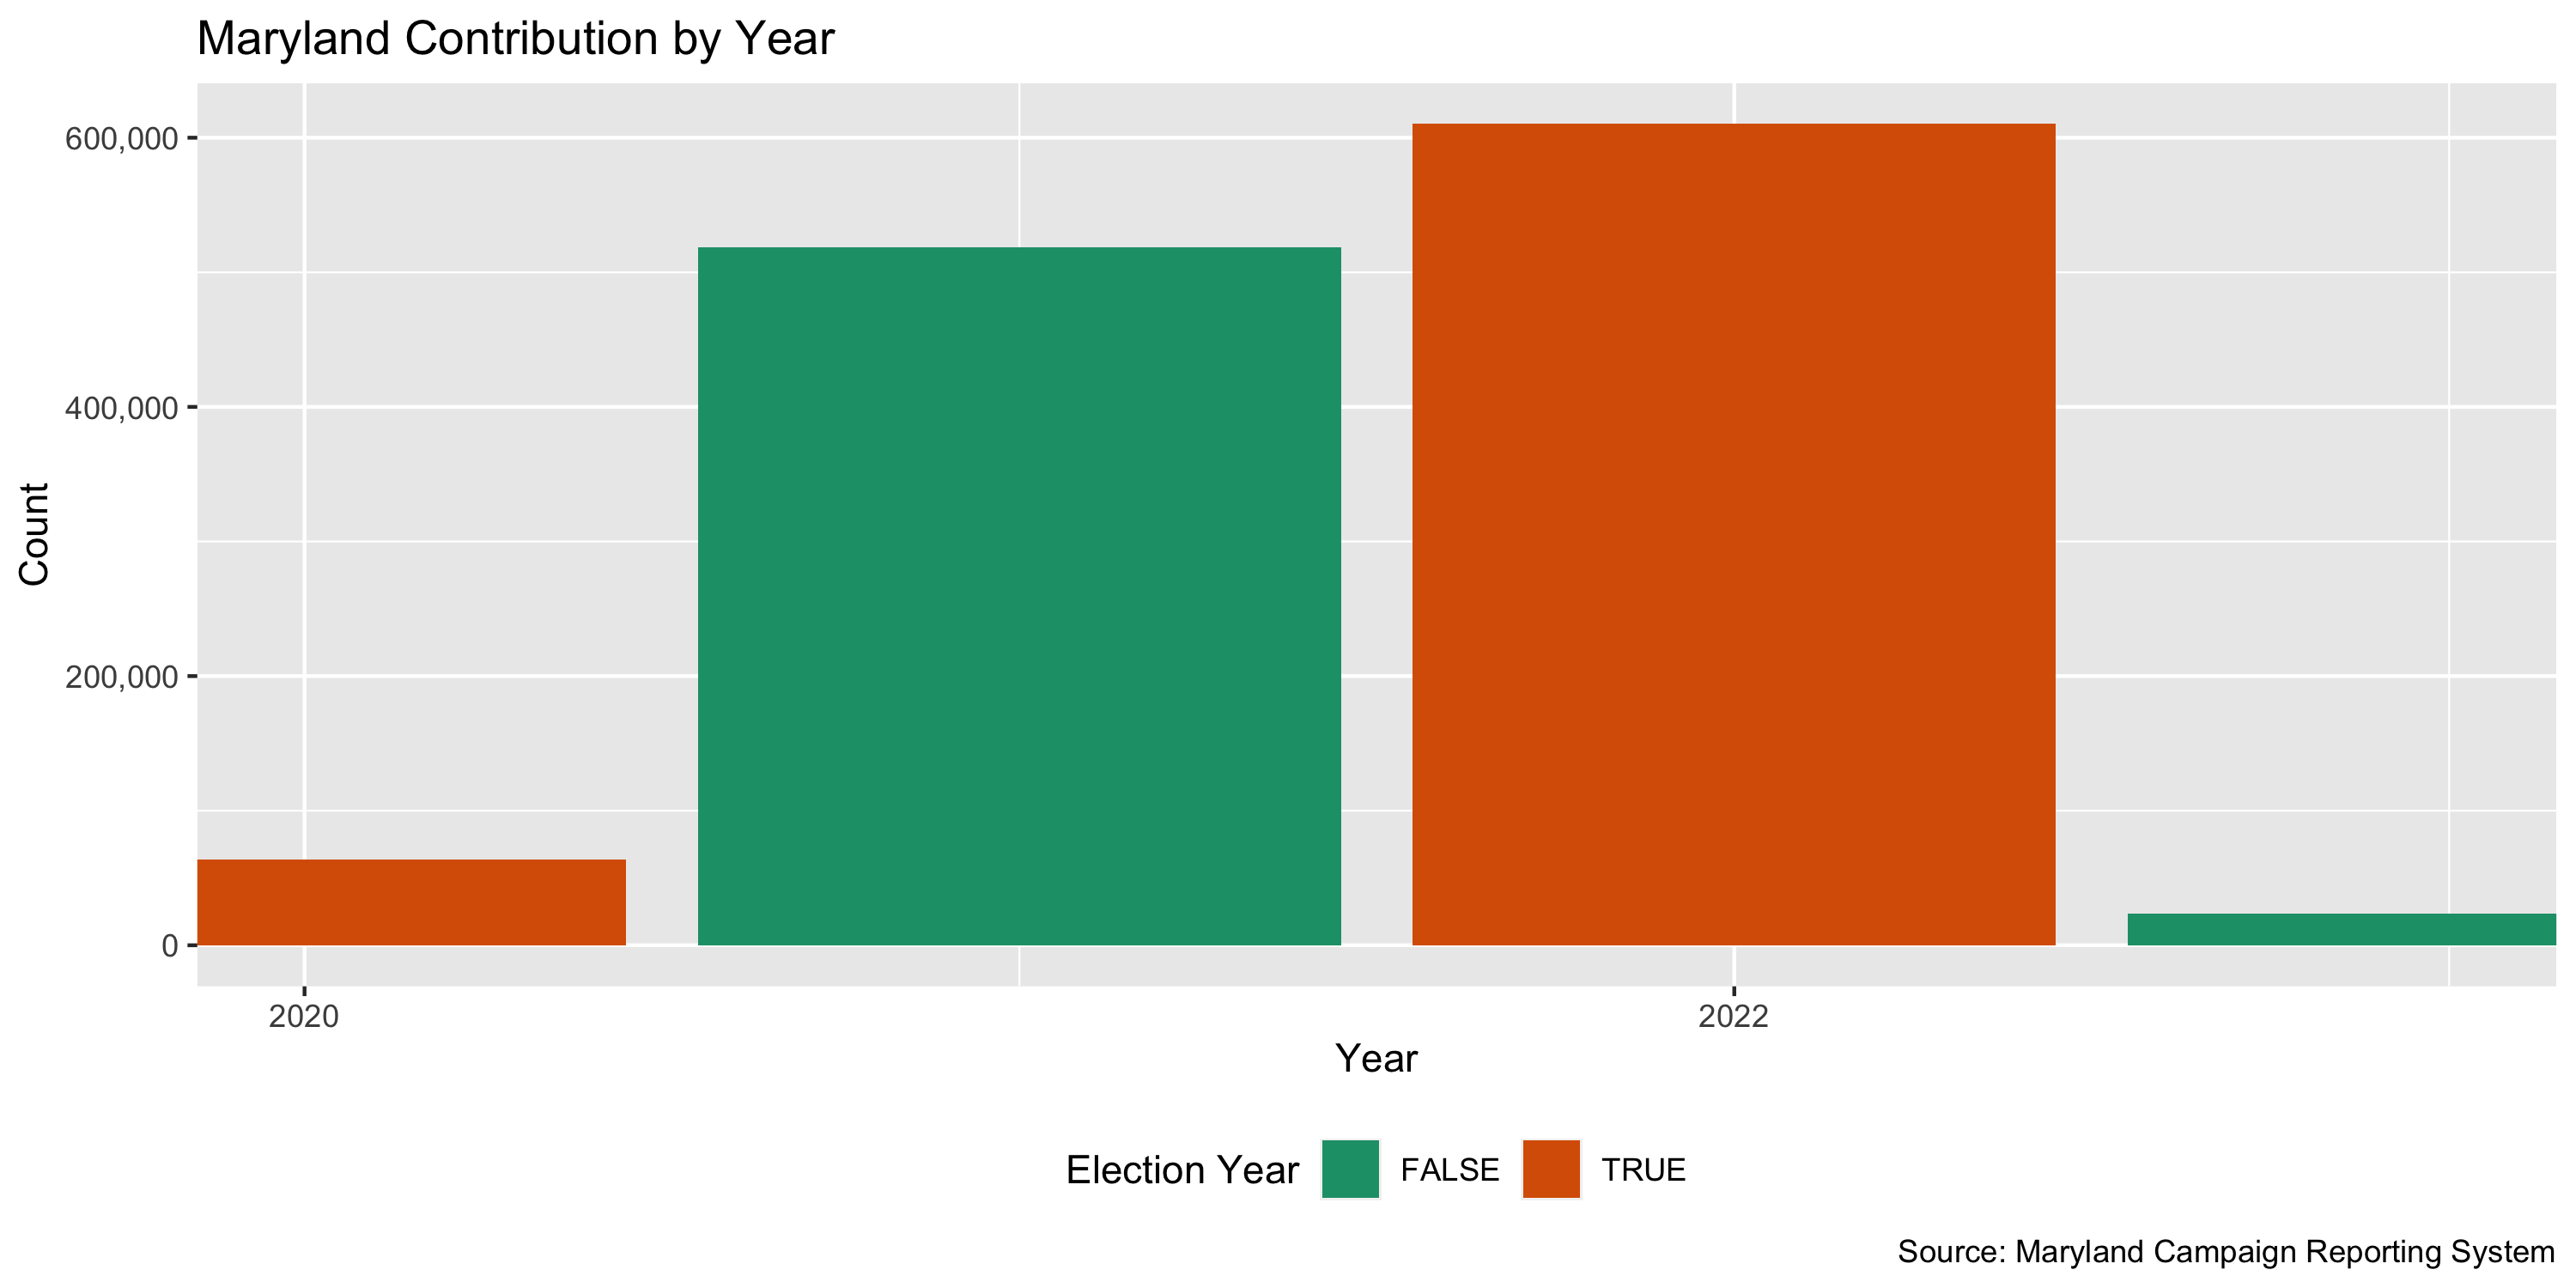 Maryland Contribution by Year
600,000
400,000
200,000
0
Count
2020 2022
Year
Election Year FALSE TRUE
Source: Maryland Campaign Reporting System